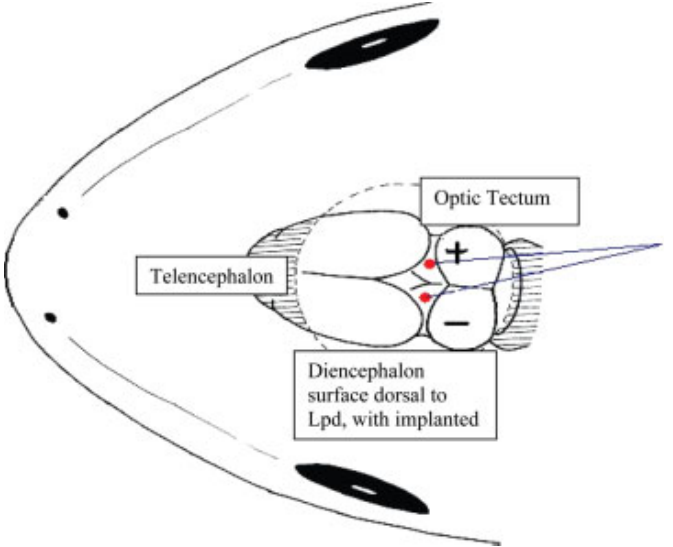 Optic Tectum
+
Telencephalon
−
Diencephalon
surface dorsal to
Lpd, with implanted